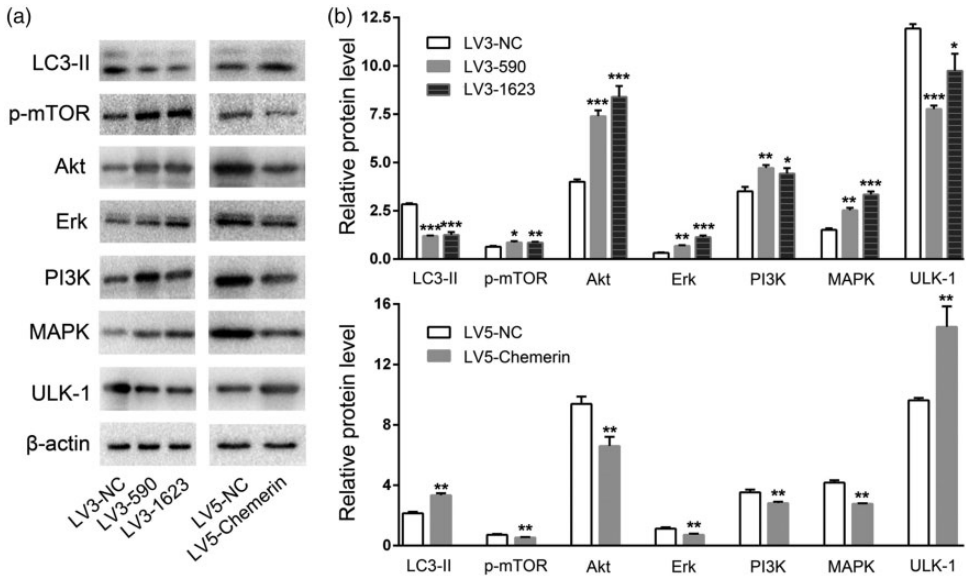 (a)
LC3-II
p-mTOR
Akt
Erk
PI3K
MAPK
ULK-1
β-actin
LV3-NC
LV3-590
LV3-1623
LV5-NC
LV5-Chemerin
(b)
Relative protein level
12.5
10.0
7.5
5.0
2.5
0.0
LV3-NC
LV3-590
LV3-1623
*** ***
* **
*** ***
** ***
** *
** ***
*** *
LC3-II p-mTOR Akt Erk PI3K MAPK ULK-1
Relative protein level
16
12
8
4
0
LV5-NC
LV5-Chemerin
**
**
**
**
**
**
**
LC3-II p-mTOR Akt Erk PI3K MAPK ULK-1